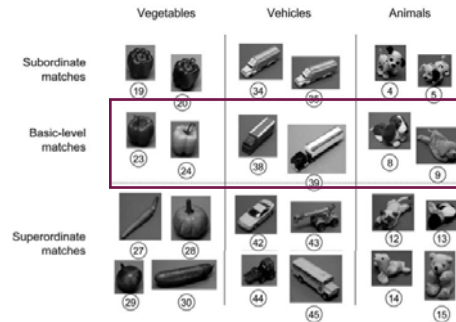 Vegetables Vehicles Animals
Subordinate matches
19 20 34 35 4 5
Basic-level matches
23 24 38 39 8 9
Superordinate matches
27 28 42 43 12 13
29 30 44 45 14 15